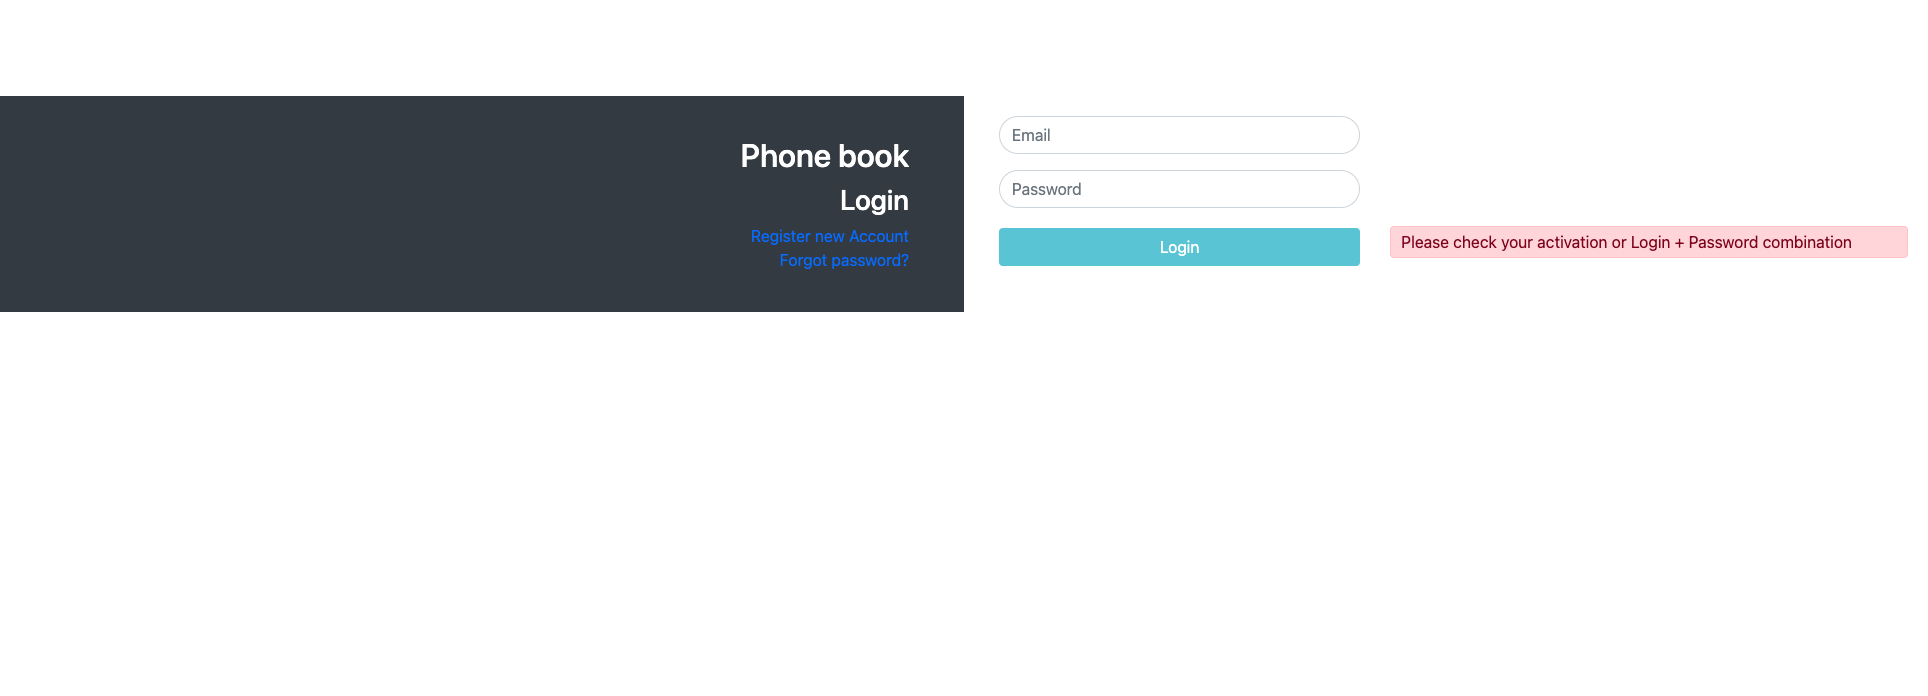 Phone book
Login
Register new Account
Forgot password?
Email
Password
Login
Please check your activation or Login + Password combination